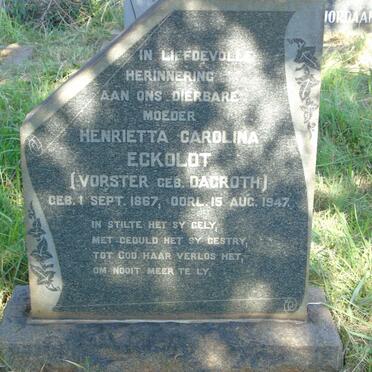 IN LIEFDEVOLLE
HERINNERING
AAN ONS DIERBARE
MOEDER
HENRIETTA CAROLINA
ECKOLDT
(VORSTER GEB. DAGROTH)
GEB. 1 SEPT. 1867, OORL. 15 AUG. 1947.
IN STILTE HET SY GELY,
MET GEDULD HET SY GESTRY,
TOT GOD HAAR VERLOS HET,
OM NOOIT MEER TE LY.
JORDAAN